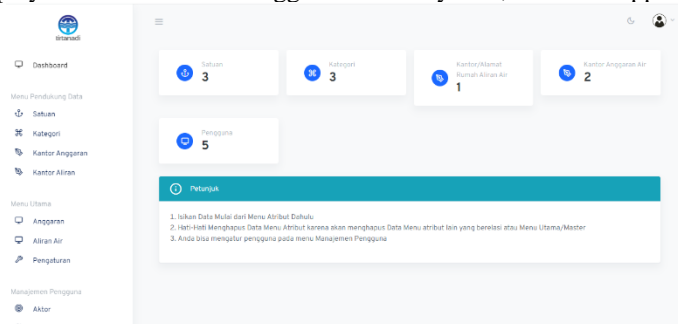 tirtanadi
Dashboard
Menu Pendukung Data
Satuan
Kategori
Kantor Anggaran
Kantor Aliran
Menu Utama
Anggaran
Aliran Air
Pengaturan
Manajemen Pengguna
Aktor
Satuan
3
Kategori
3
Kantor/Alamat
Rumah Aliran Air
1
Kantor Anggaran Air
2
Pengguna
5
Petunjuk
1. Isikan Data Mulai dari Menu Atribut Dahulu
2. Hati-Hati Menghapus Data Menu Atribut karena akan menghapus Data Menu atribut lain yang berelasi atau Menu Utama/Master
3. Anda bisa mengatur pengguna pada menu Manajemen Pengguna